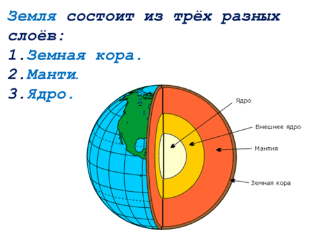 Земля состоит из трёх разных
слоёв:
1.Земная кора.
2.Манти.
3.Ядро.
Ядро
Внешнее ядро
Мантия
Земная кора